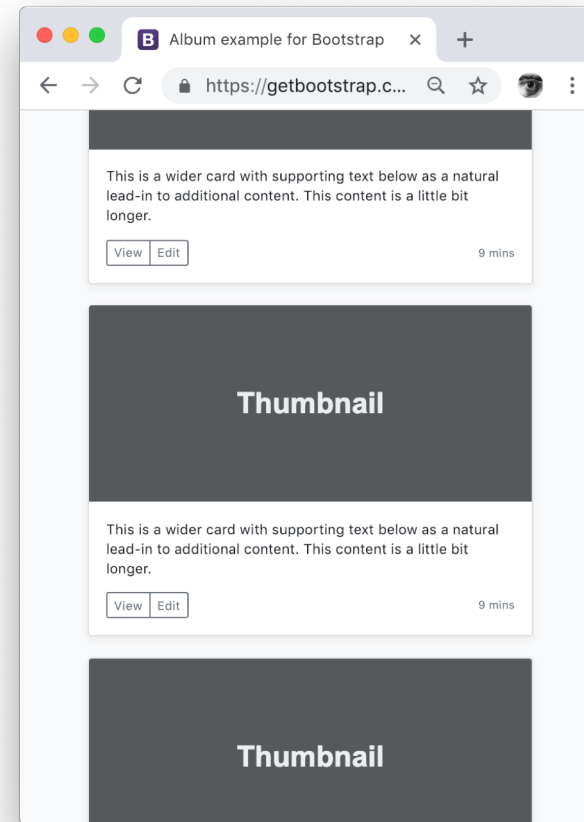 B Album example for Bootstrap
https://getbootstrap.c...
This is a wider card with supporting text below as a natural
lead-in to additional content. This content is a little bit
longer.
View Edit 9 mins
Thumbnail
This is a wider card with supporting text below as a natural
lead-in to additional content. This content is a little bit
longer.
View Edit 9 mins
Thumbnail